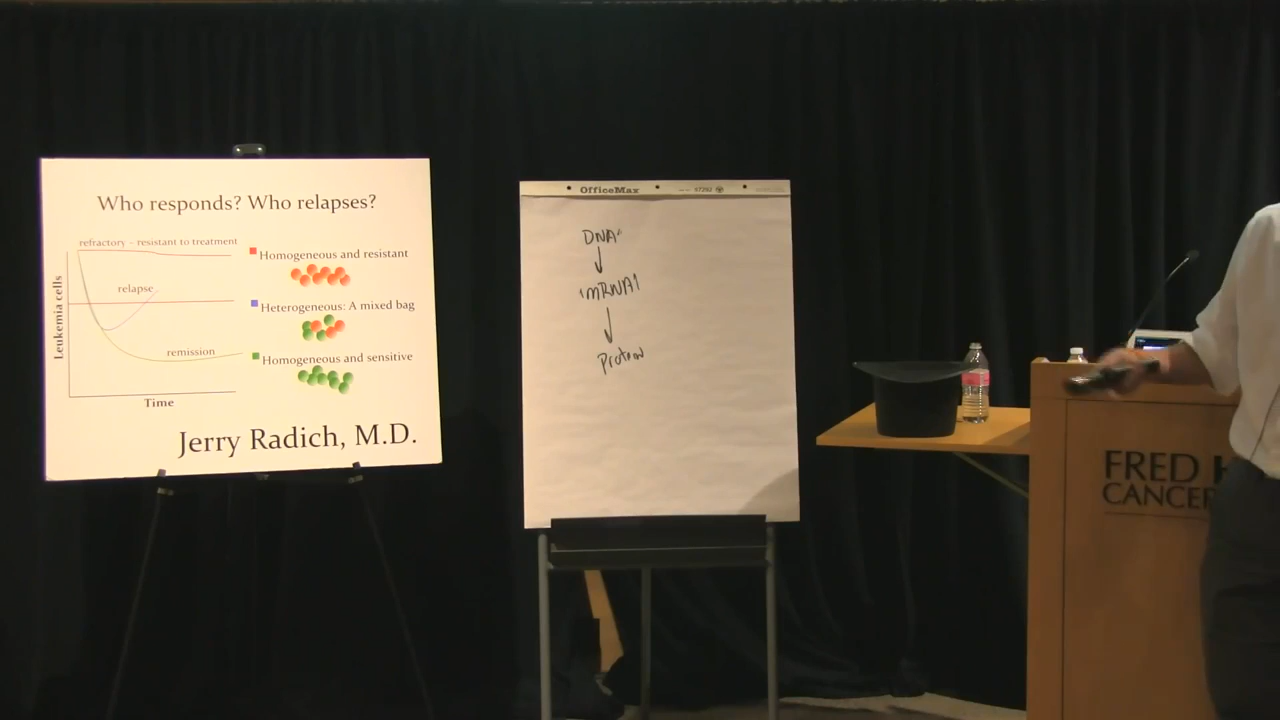 Who responds? Who relapses?
refractory – resistant to treatment
Homogeneous and resistant
relapse
Heterogeneous: A mixed bag
remission
Homogeneous and sensitive
Leukemia cells
Time
Jerry Radich, M.D.
OfficeMax
97292
DNA
mRNA
Protein
FRED H
CANCER